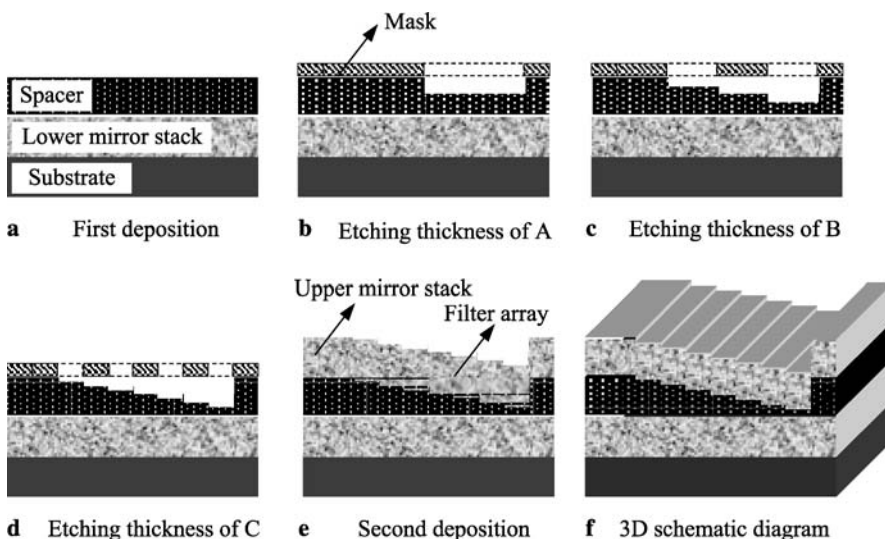 Mask
Spacer
Lower mirror stack
Substrate
a First deposition
b Etching thickness of A
c Etching thickness of B
Upper mirror stack
Filter array
d Etching thickness of C
e Second deposition
f 3D schematic diagram